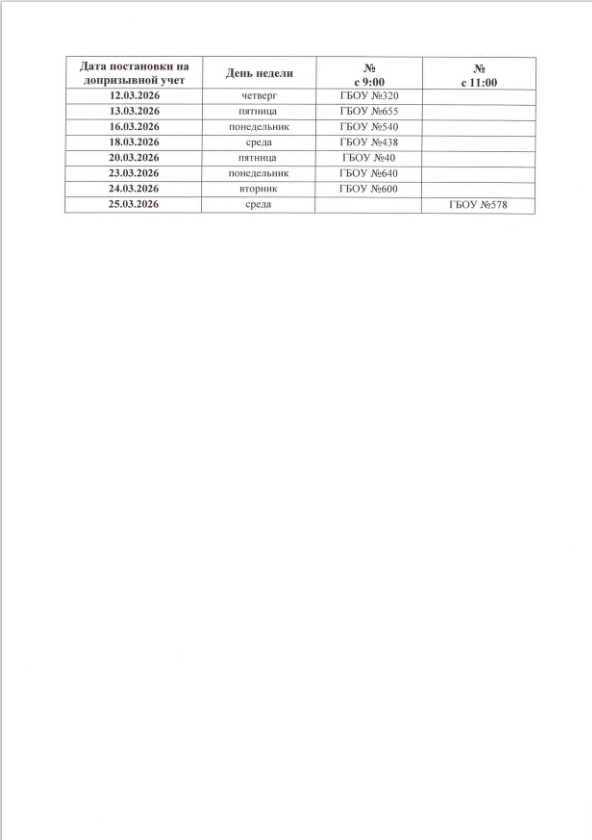 Дата постановки на
допризывной учет
День недели
№
с 9:00
№
с 11:00
12.03.2026 четверг ГБОУ №320
13.03.2026 пятница ГБОУ №655
16.03.2026 понедельник ГБОУ №540
18.03.2026 среда ГБОУ №438
20.03.2026 пятница ГБОУ №40
23.03.2026 понедельник ГБОУ №640
24.03.2026 вторник ГБОУ №600
25.03.2026 среда ГБОУ №578